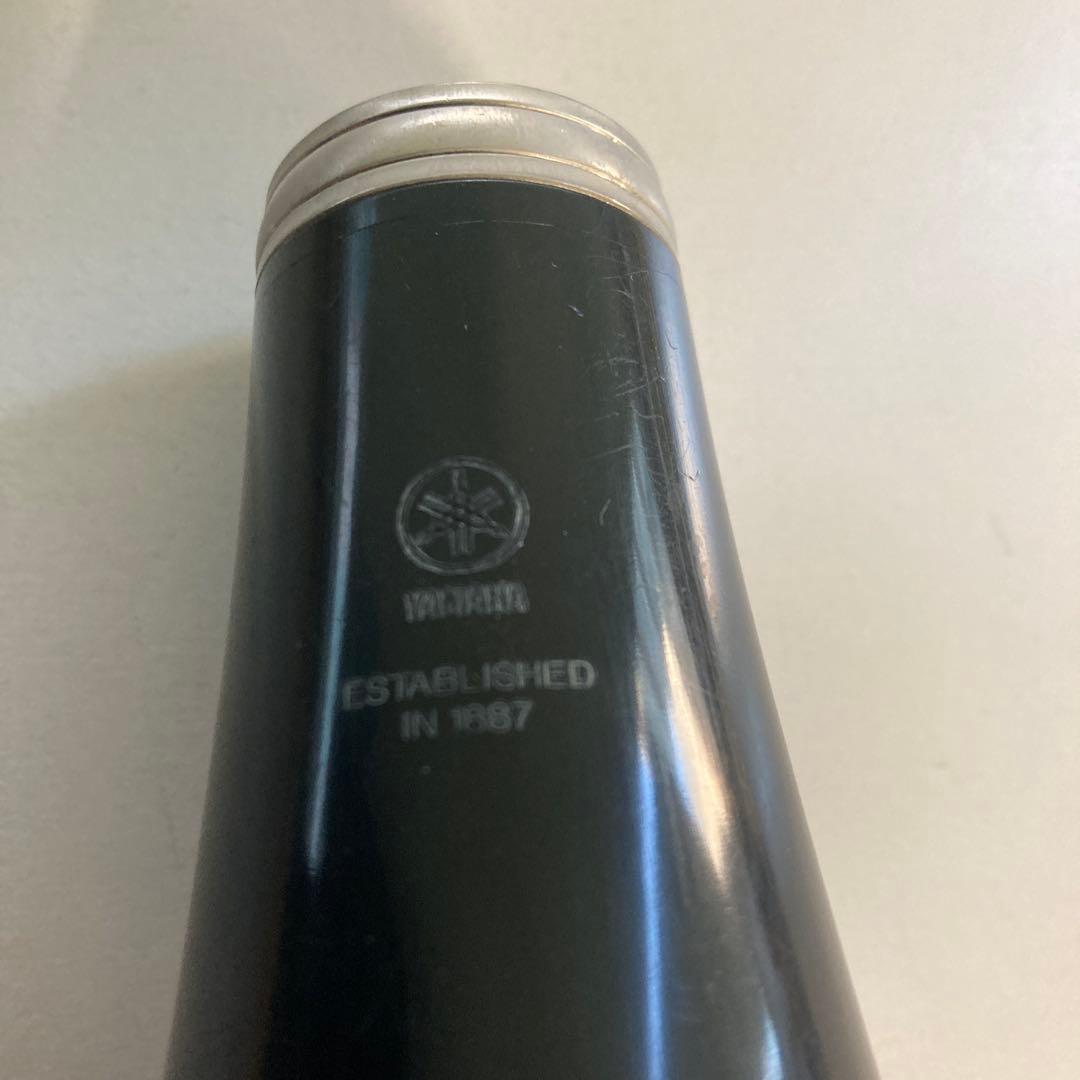 YAMAHA
ESTABLISHED
IN 1887